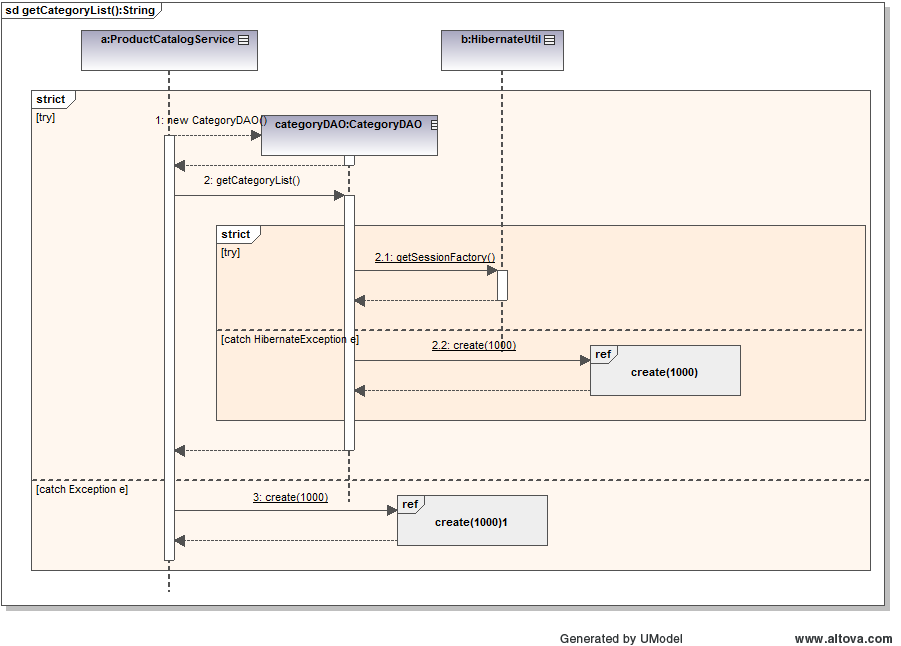 sd getCategoryList():String
a:ProductCatalogService
b:HibernateUtil
strict
[try]
1: new CategoryDAO()
categoryDAO:CategoryDAO
2: getCategoryList()
strict
[try]
2.1: getSessionFactory()
[catch HibernateException e]
2.2: create(1000)
ref
create(1000)
[catch Exception e]
3: create(1000)
ref
create(1000)1
Generated by UModel
www.altova.com